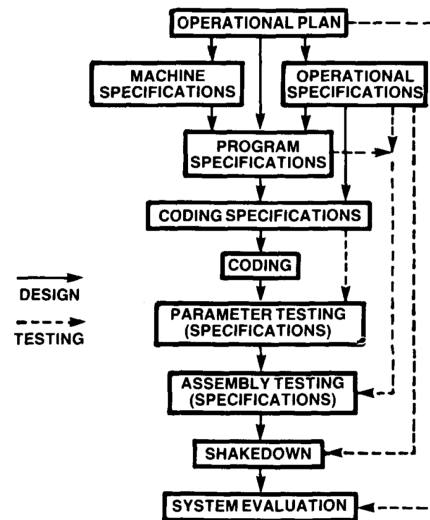 OPERATIONAL PLAN
MACHINE
SPECIFICATIONS
OPERATIONAL
SPECIFICATIONS
PROGRAM
SPECIFICATIONS
CODING SPECIFICATIONS
CODING
DESIGN
TESTING
PARAMETER TESTING
(SPECIFICATIONS)
ASSEMBLY TESTING
(SPECIFICATIONS)
SHAKEDOWN
SYSTEM EVALUATION